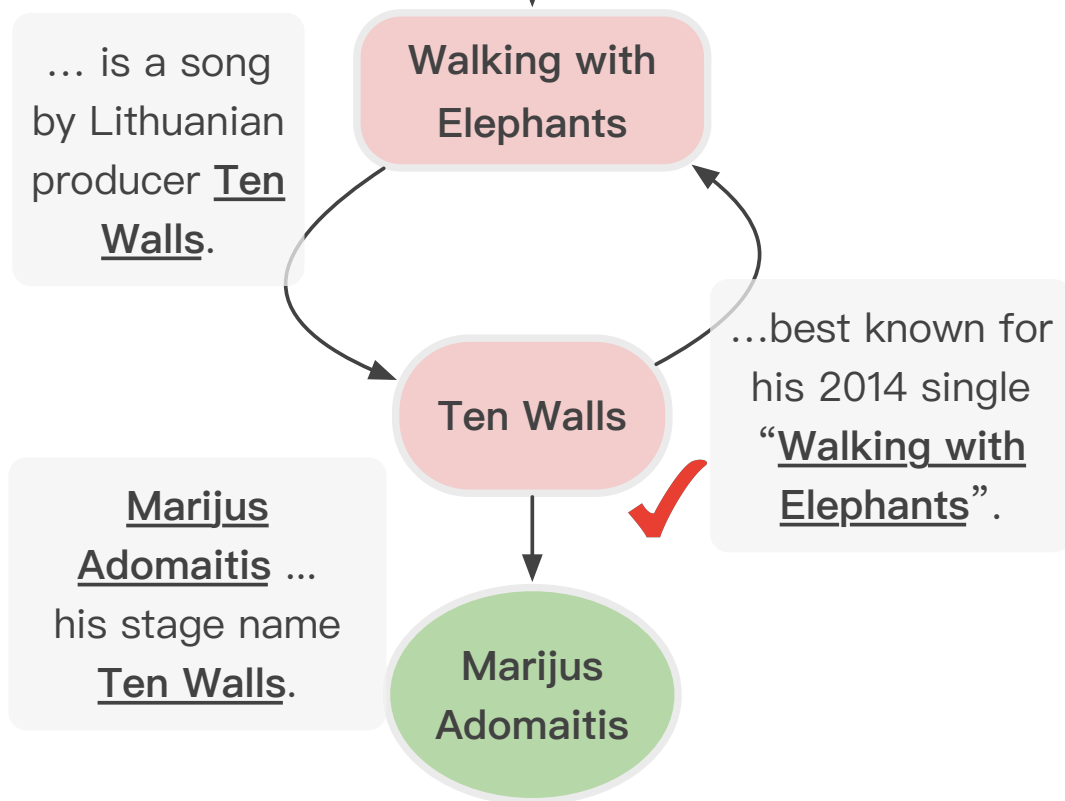 ... is a song
by Lithuanian
producer Ten
Walls.
Walking with
Elephants
...best known for
his 2014 single
“Walking with
Elephants”.
Ten Walls
Marijus
Adomaitis ...
his stage name
Ten Walls.
Marijus
Adomaitis